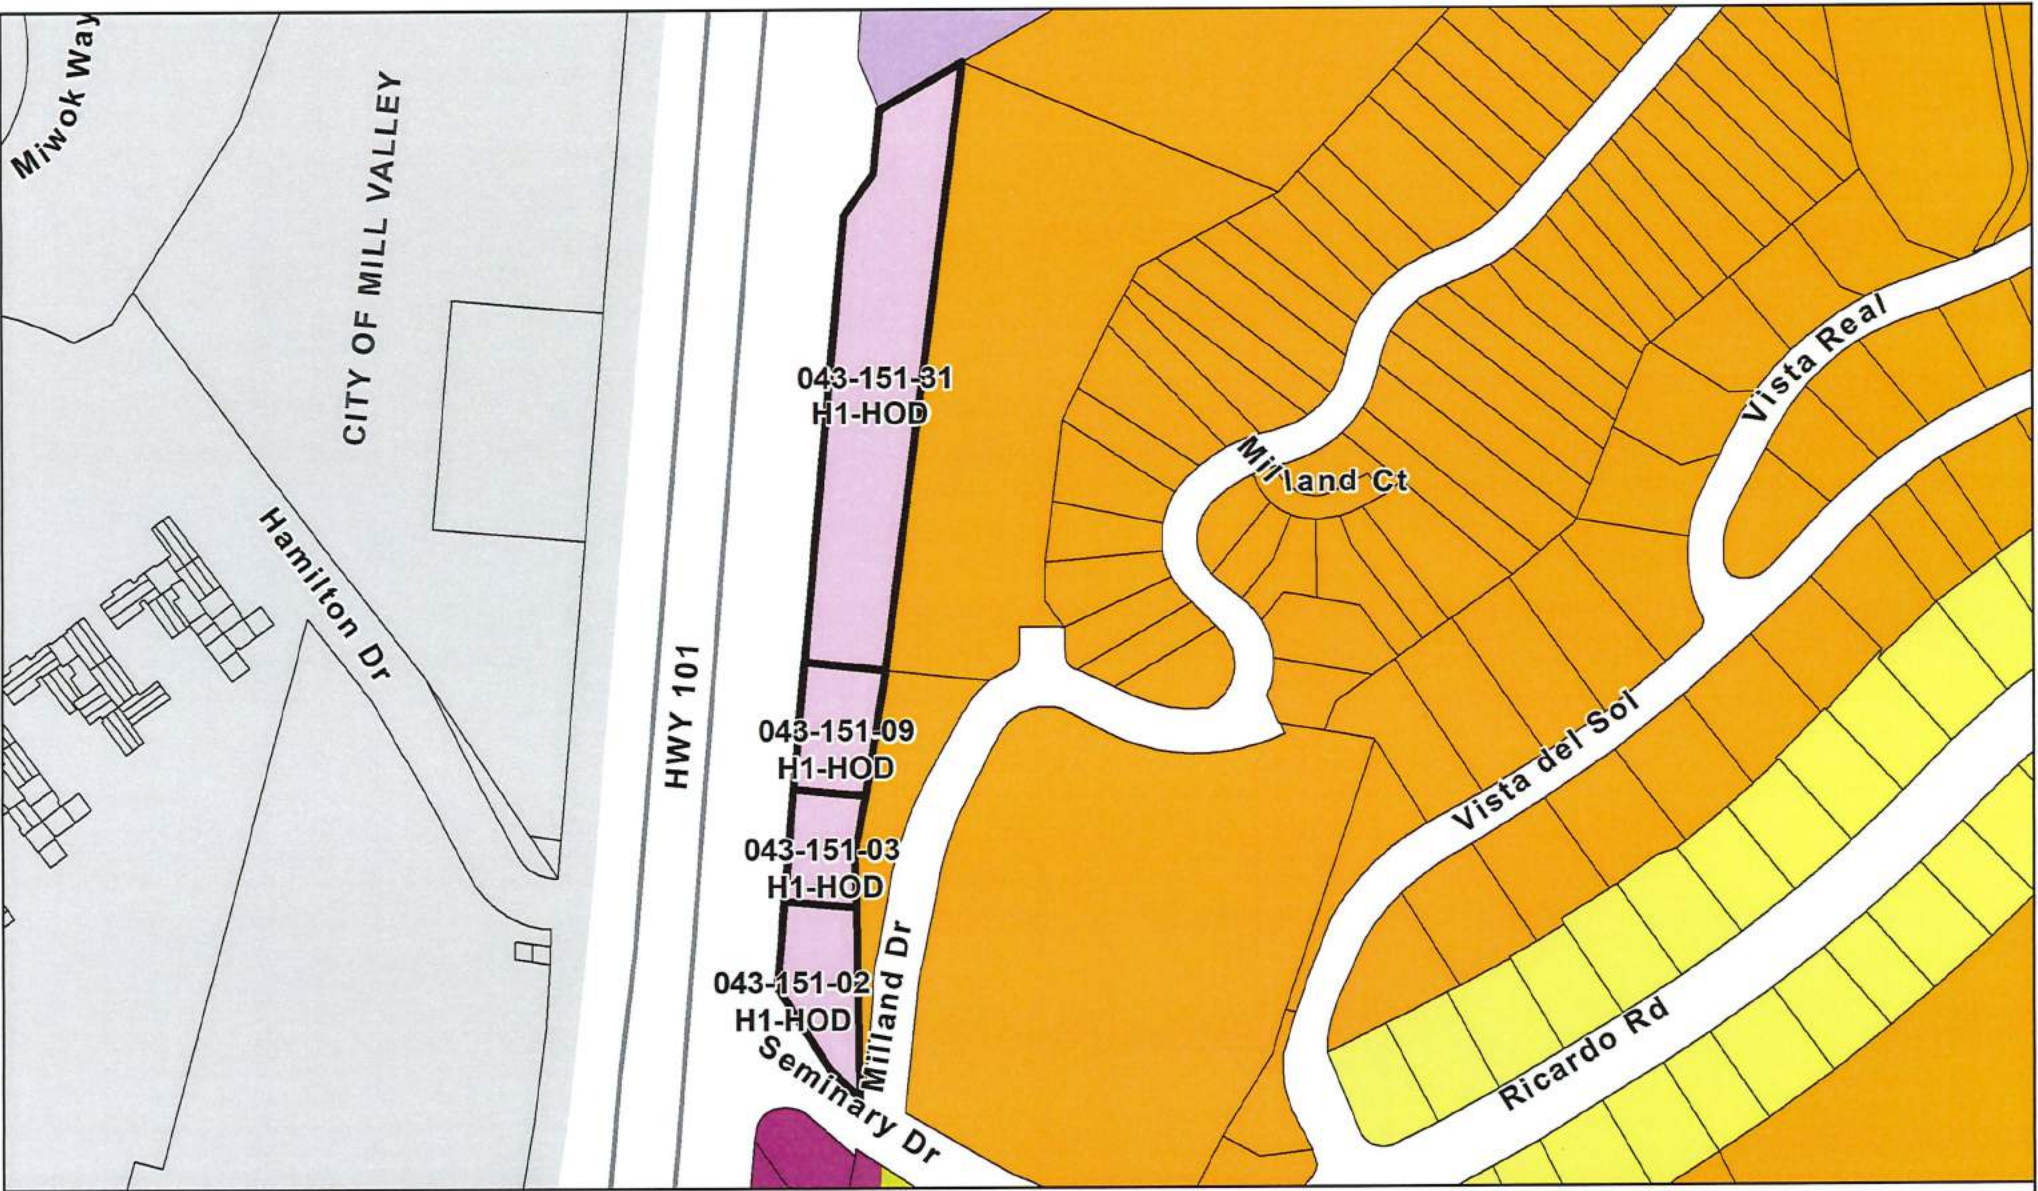 Miwok Way
CITY OF MILL VALLEY
Hamilton Dr
HWY 101
043-151-31
H1-HOD
043-151-09
H1-HOD
043-151-03
H1-HOD
043-151-02
H1-HOD
Milland Dr
Seminary Dr
Milland Ct
Vista Real
Vista del Sol
Ricardo Rd